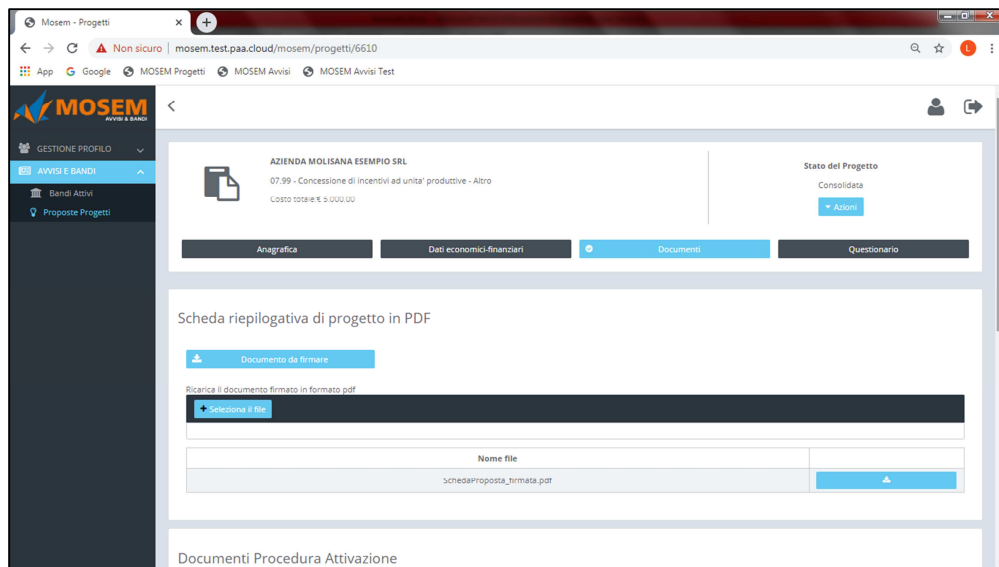 Mosem - Progetti
Non sicuro | mosem.test.paa.cloud/mosem/progetti/6610
L
App Google MOSEM Progetti MOSEM Avvisi MOSEM Avvisi Test
MOSEM
AVVISI & BANDI
GESTIONE PROFILO
AVVISI E BANDI
Bandi Attivi
Proposte Progetti
AZIENDA MOLISANA ESEMPIO SRL
07.99 - Concessione di incentivi ad unita' produttive - Altro
Costo totale:€ 5.000,00
Stato del Progetto
Consolidata
Azioni
Anagrafica Dati economici-finanziari Documenti Questionario
Scheda riepilogativa di progetto in PDF
Documento da firmare
Ricarica il documento firmato in formato pdf
+ Seleziona il file
Nome file
SchedaProposta_firmata.pdf
Documenti Procedura Attivazione